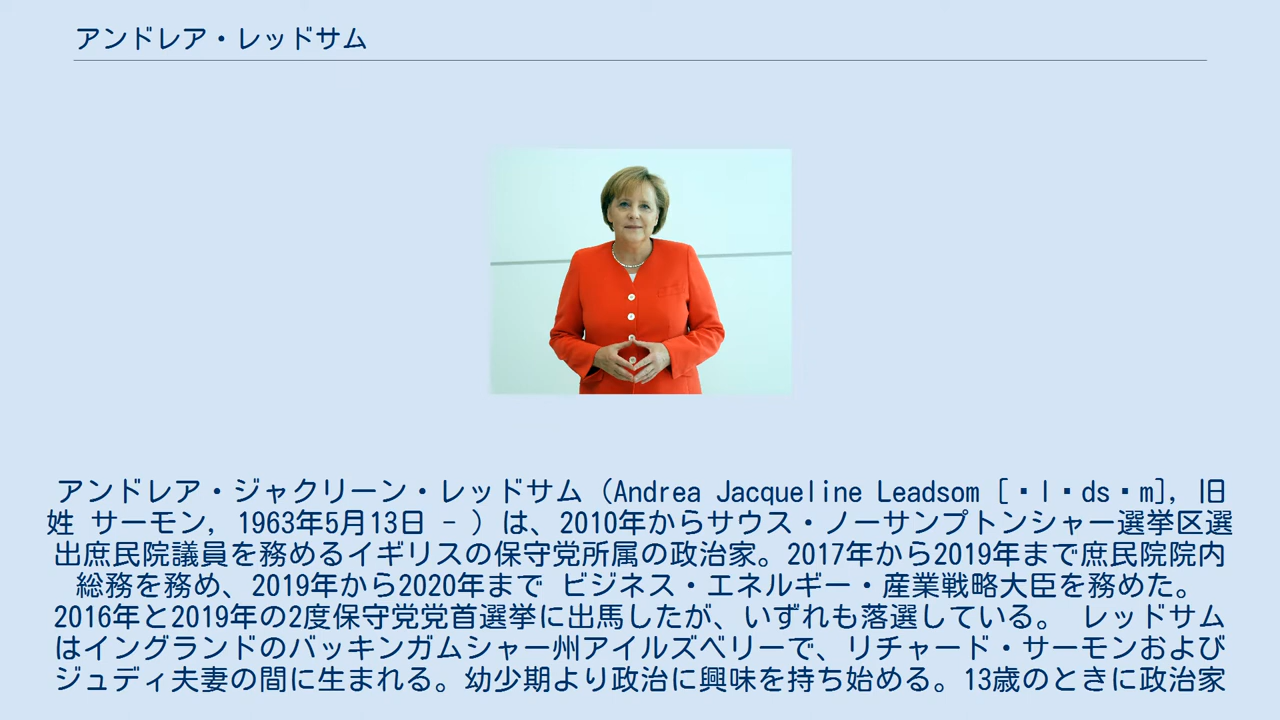 アンドレア・レッドサム
アンドレア・ジャクリーン・レッドサム（Andrea Jacqueline Leadsom [・l・ds・m], 旧
姓 サーモン, 1963年5月13日 - ）は、2010年からサウス・ノーサンプトンシャー選挙区選
出庶民院議員を務めるイギリスの保守党所属の政治家。2017年から2019年まで庶民院院内
総務を務め、2019年から2020年まで ビジネス・エネルギー・産業戦略大臣を務めた。
2016年と2019年の2度保守党党首選挙に出馬したが、いずれも落選している。 レッドサム
はイングランドのバッキンガムシャー州アイルズベリーで、リチャード・サーモンおよび
ジュディ夫妻の間に生まれる。幼少期より政治に興味を持ち始める。13歳のときに政治家